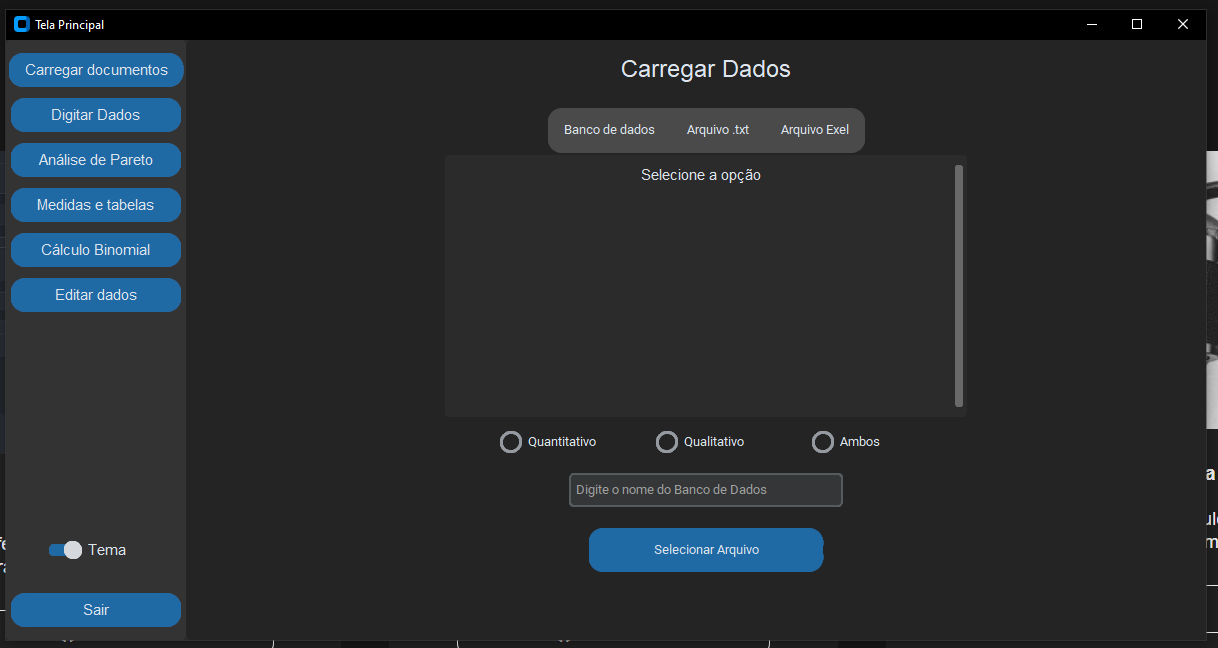 Tela Principal
Carregar documentos
Digitar Dados
Análise de Pareto
Medidas e tabelas
Cálculo Binomial
Editar dados
Tema
Sair
Carregar Dados
Banco de dados Arquivo .txt Arquivo Exel
Selecione a opção
Quantitativo Qualitativo Ambos
Digite o nome do Banco de Dados
Selecionar Arquivo